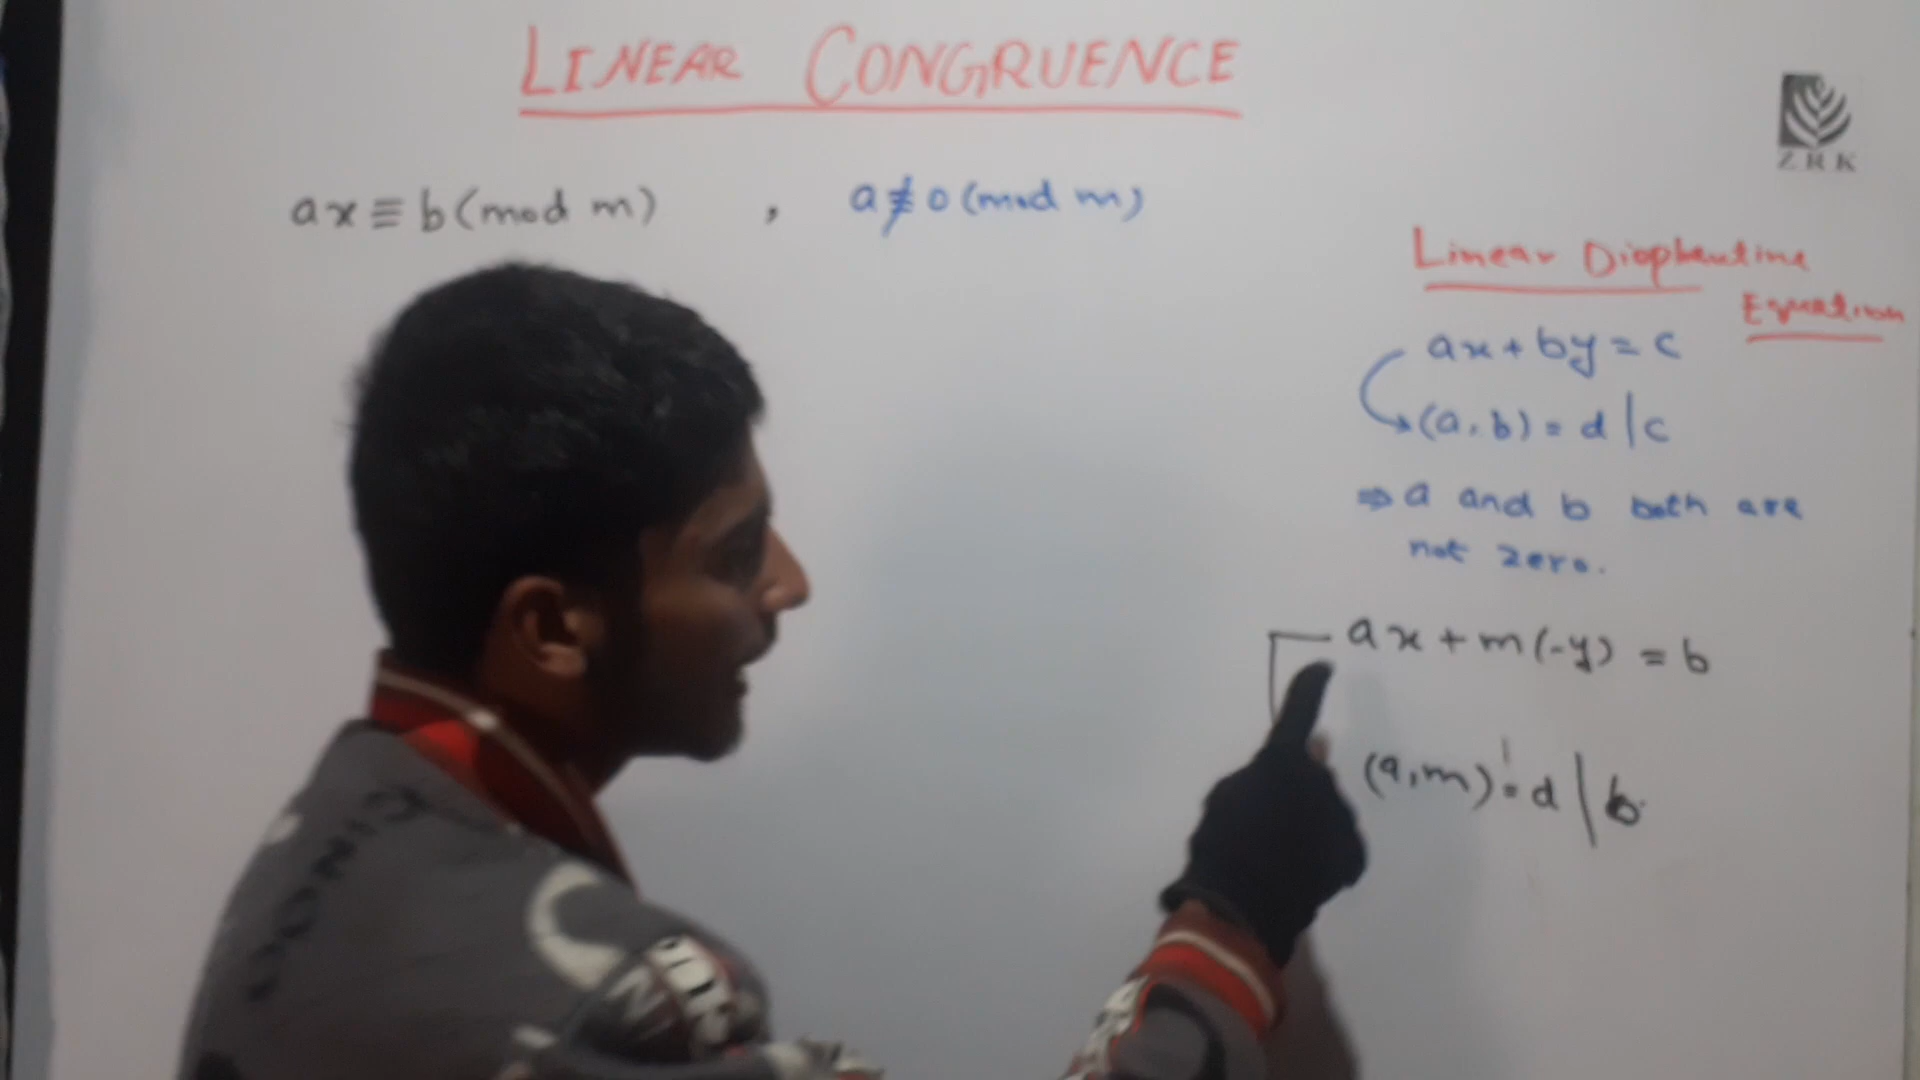 LINEAR CONGRUENCE
ax ≡ b (mod m) , a ≢ 0 (mod m)
ZRK
Linear Diophantine
Equation
ax + by = c
(a, b) = d | c
⇒ a and b both are
not zero.
ax + m(-y) = b
(a, m) = d | b